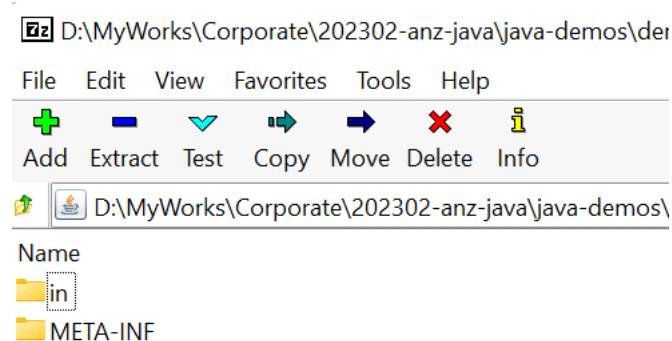 7z D:\MyWorks\Corporate\202302-anz-java\java-demos\der
File Edit View Favorites Tools Help
Add Extract Test Copy Move Delete Info
D:\MyWorks\Corporate\202302-anz-java\java-demos\
Name
in
META-INF